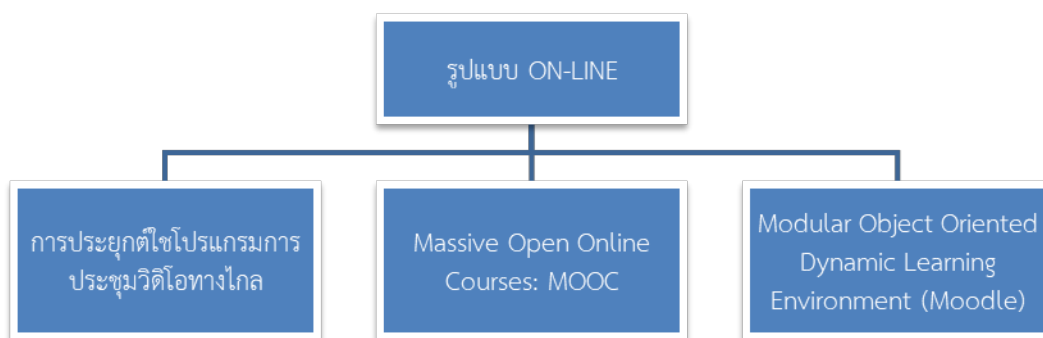 รูปแบบ ON-LINE
การประยุกต์ใช้โปรแกรมการ
ประชุมวิดิโอทางไกล
Massive Open Online
Courses: MOOC
Modular Object Oriented
Dynamic Learning
Environment (Moodle)